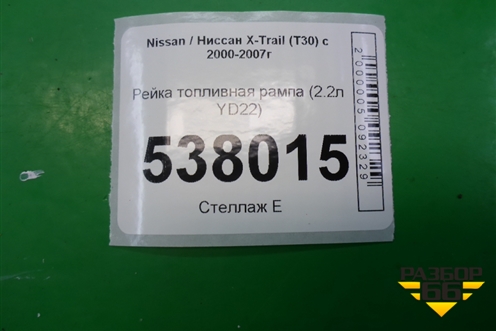 Nissan / Ниссан X-Trail (T30) с
2000-2007г
Рейка топливная рампа (2.2л
YD22)
538015
Стеллаж Е
2000005092329
РАЗБОР
66